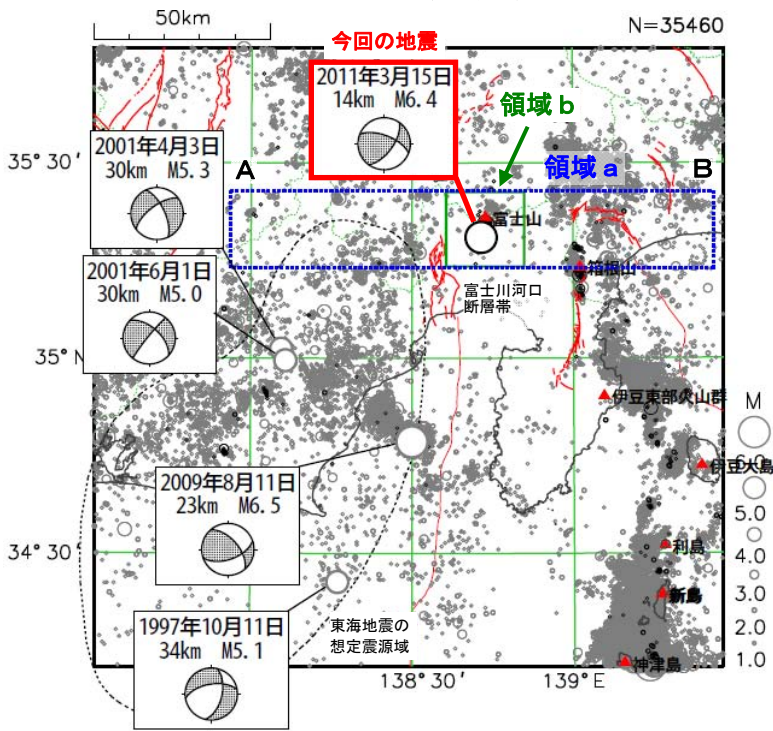 50km
N=35460
今回の地震
2011年3月15日
14km M6.4
領域b
領域a
A
B
2001年4月3日
30km M5.3
2001年6月1日
30km M5.0
35° 30′
富士山
箱根山
富士川河口
断層帯
35° N
伊豆東部火山群
M
伊豆大島
6.0
5.0
4.0
3.0
2.0
1.0
2009年8月11日
23km M6.5
34° 30′
利島
新島
神津島
1997年10月11日
34km M5.1
東海地震の
想定震源域
138° 30′
139° E